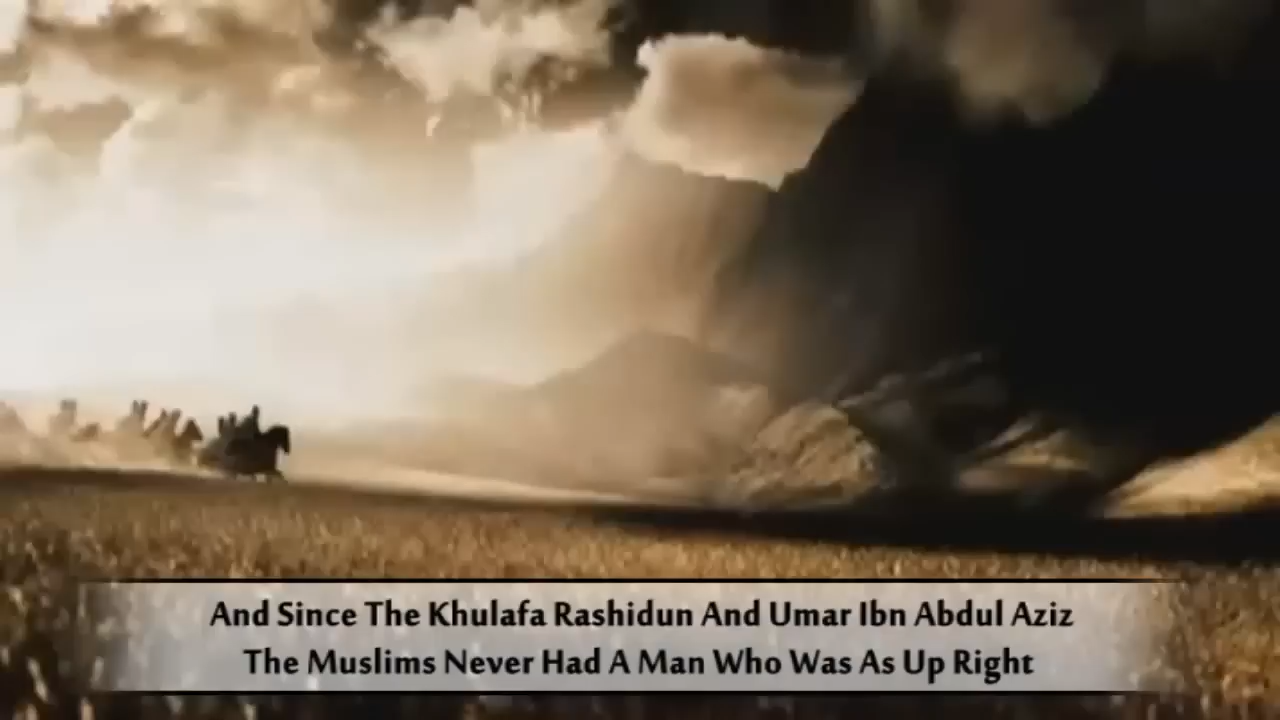 And Since The Khulafa Rashidun And Umar Ibn Abdul Aziz
The Muslims Never Had A Man Who Was As Up Right